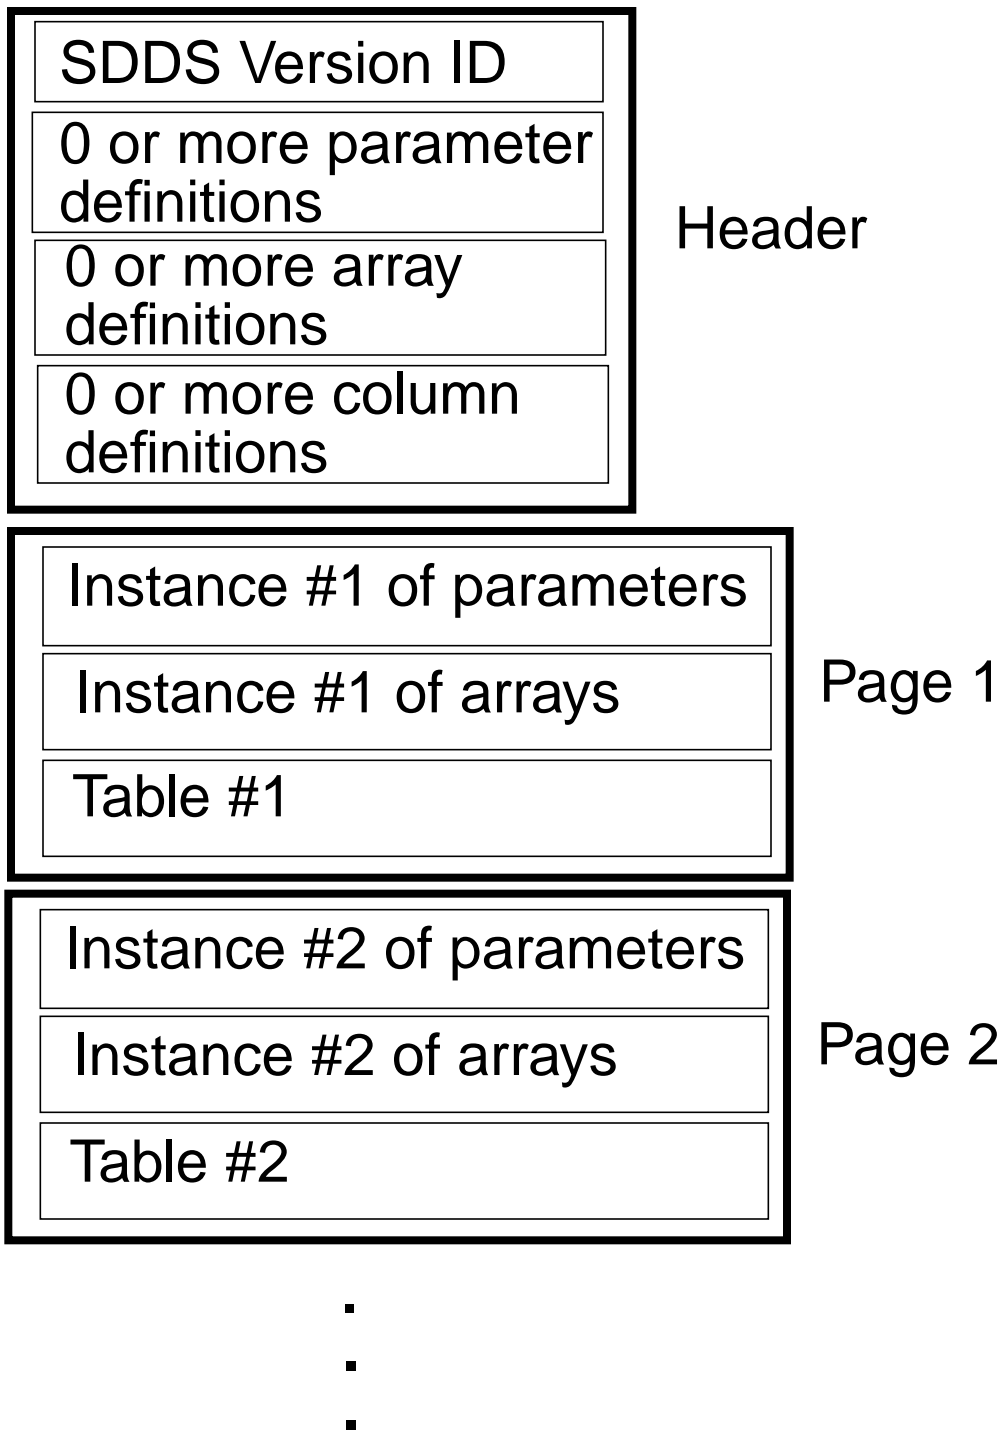 SDDS Version ID
0 or more parameter
definitions
0 or more array
definitions
0 or more column
definitions
Header
Instance #1 of parameters
Instance #1 of arrays
Table #1
Page 1
Instance #2 of parameters
Instance #2 of arrays
Table #2
Page 2
.
.
.